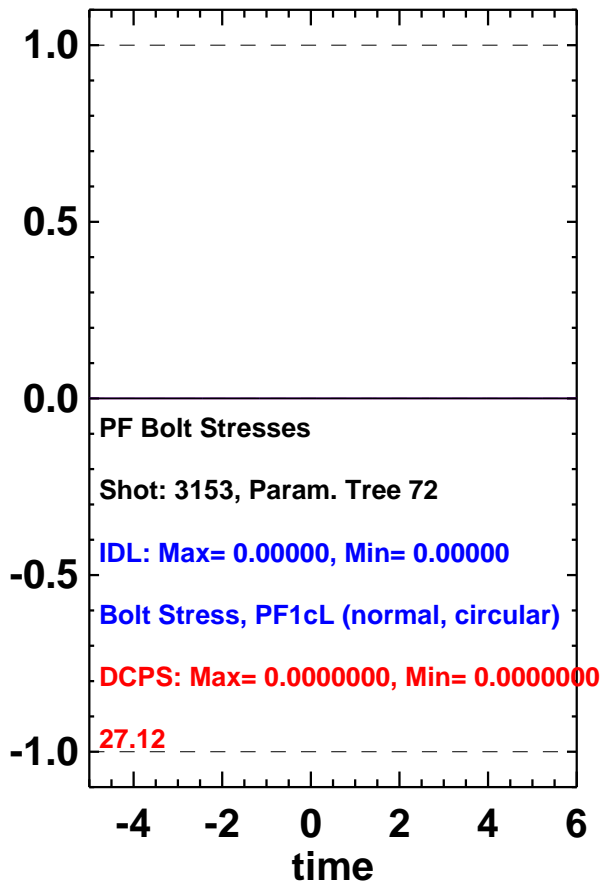 1.0
0.5
0.0
PF Bolt Stresses
Shot: 3153, Param. Tree 72
IDL: Max= 0.00000, Min= 0.00000
-0.5
Bolt Stress, PF1cL (normal, circular)
DCPS: Max= 0.0000000, Min= 0.0000000
27.12
-1.0
-4 -2 0 2 4 6
time